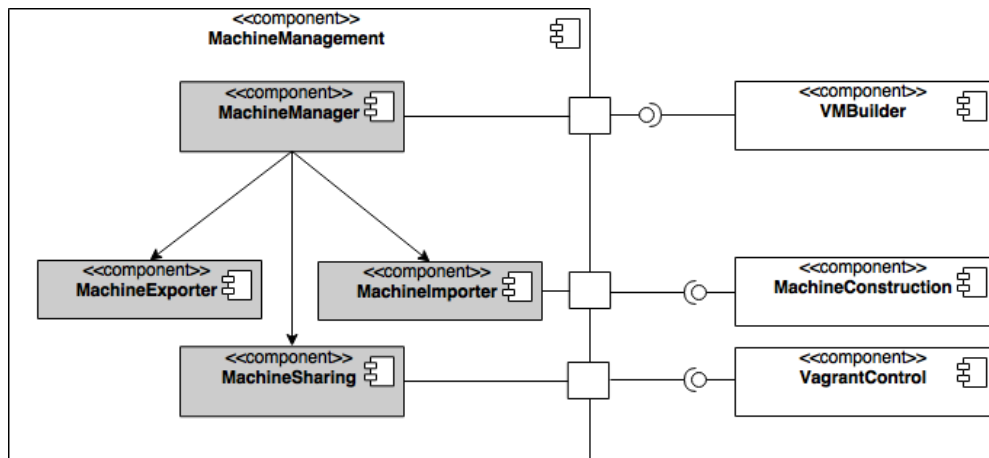 <<component>>
MachineManagement
<<component>>
MachineManager
<<component>>
VMBuilder
<<component>>
MachineExporter
<<component>>
MachineImporter
<<component>>
MachineConstruction
<<component>>
MachineSharing
<<component>>
VagrantControl